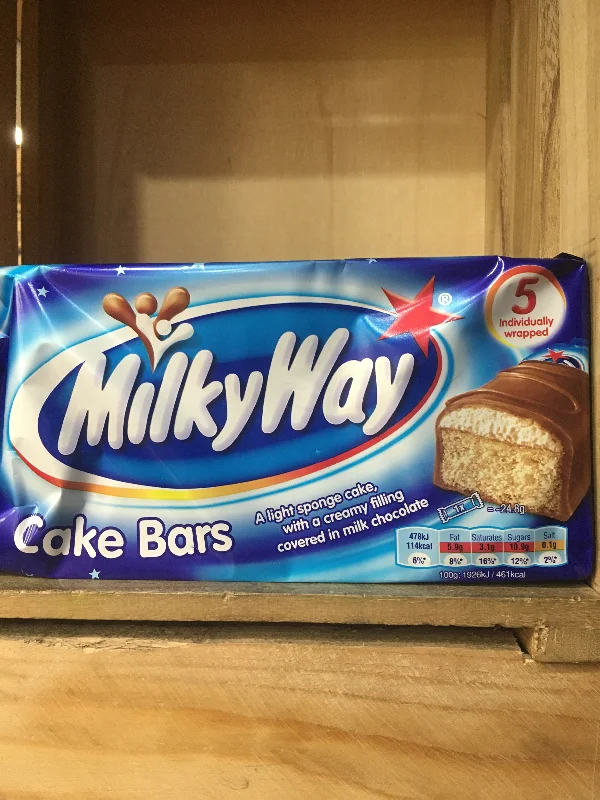 5
Individually
wrapped
MilkyWay®
Cake Bars
A light sponge cake,
with a creamy filling
covered in milk chocolate
1x = 24.8g
478kJ Fat Saturates Sugars Salt
114kcal 5.9g 3.1g 10.9g 0.1g
6%* 8%* 16%* 12%* 2%*
100g: 1926kJ / 461kcal